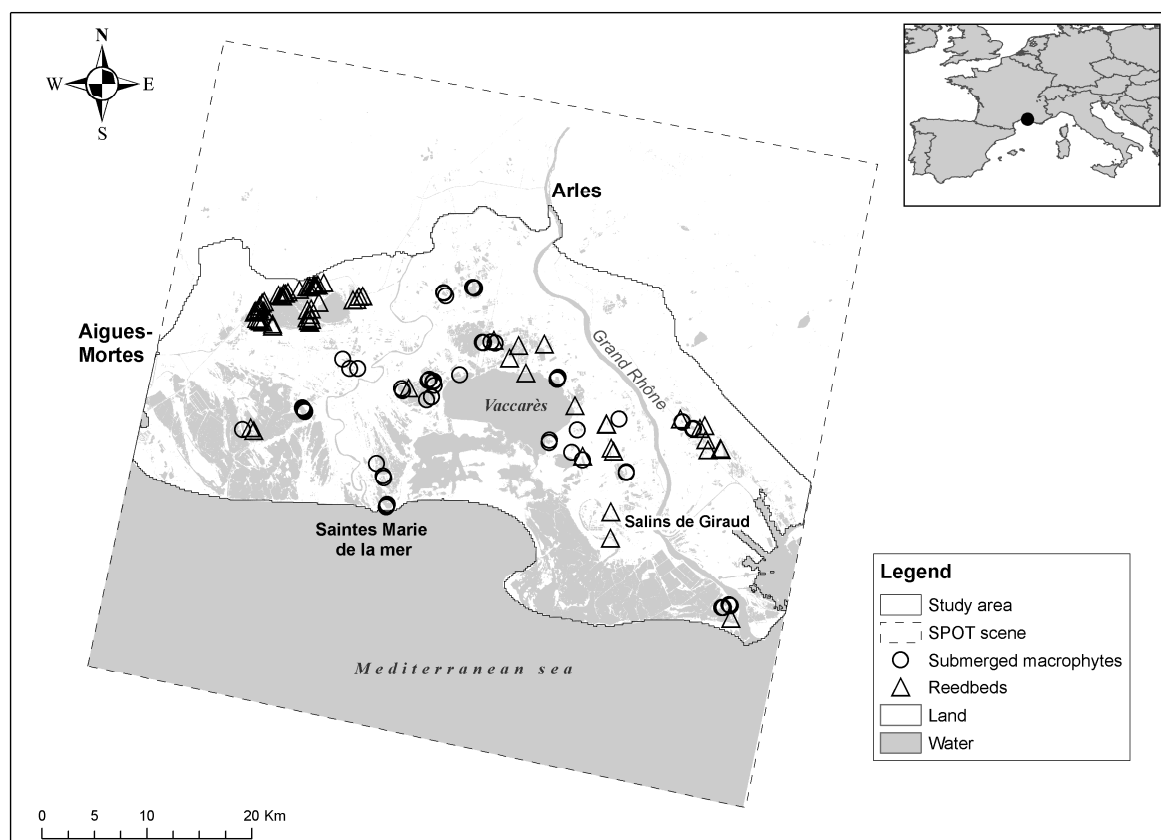 N
W E
S
Arles
Aigues-
Mortes
Grand Rhône
Vaccarès
Saintes Marie
de la mer
Salins de Giraud
Mediterranean sea
Legend
Study area
SPOT scene
Submerged macrophytes
Reedbeds
Land
Water
0 5 10 20 Km